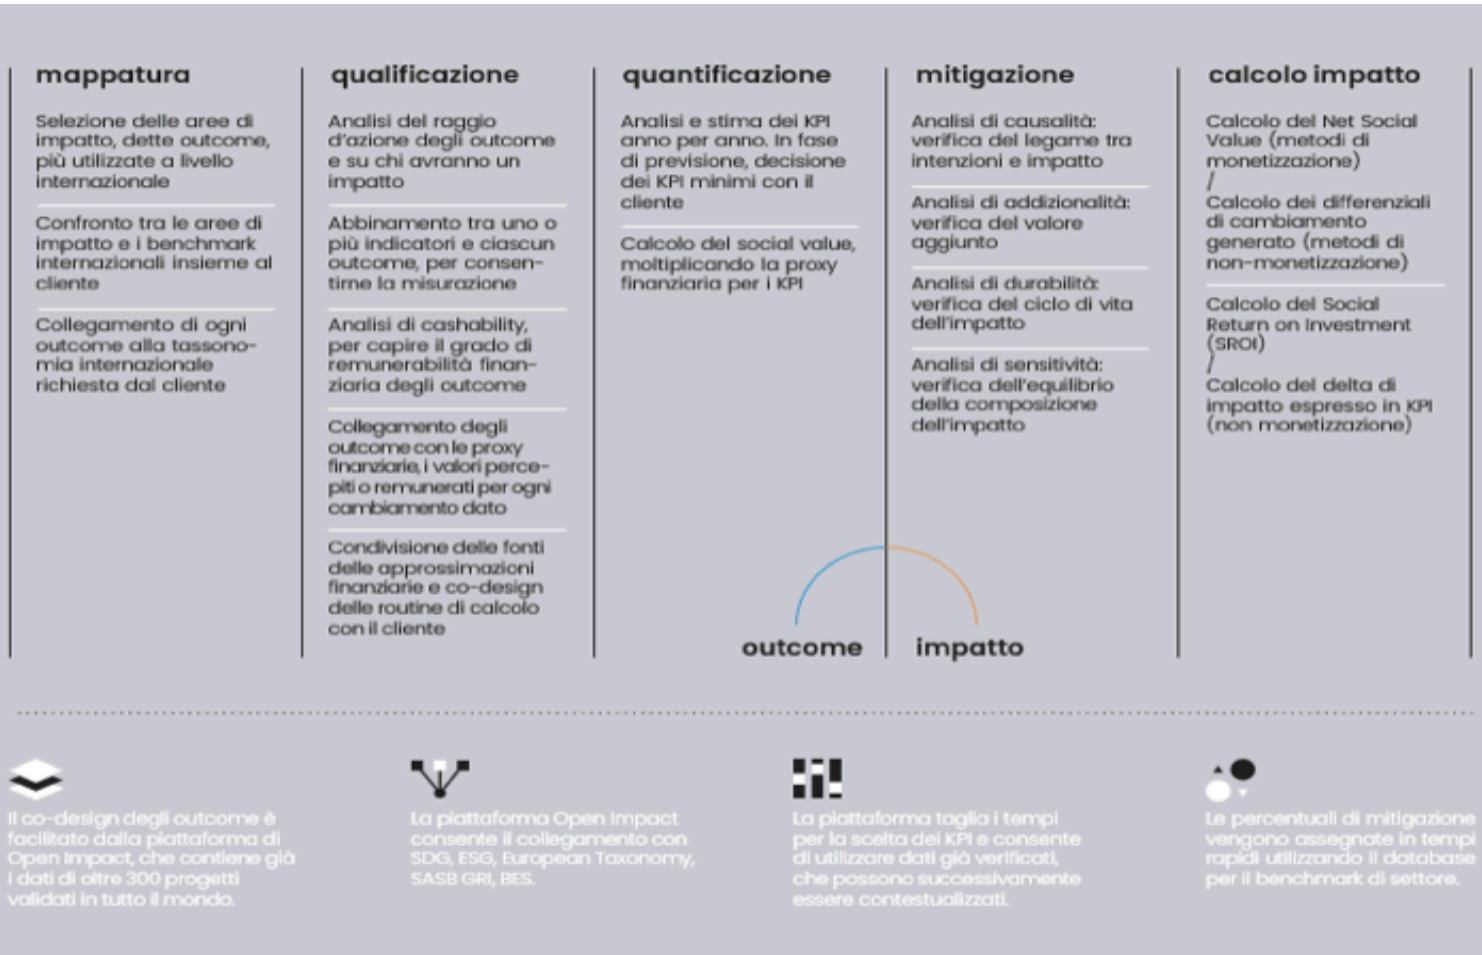 mappatura
Selezione delle aree di
impatto, dette outcome,
più utilizzate a livello
internazionale
Confronto tra le aree di
impatto e i benchmark
internazionali insieme al
cliente
Collegamento di ogni
outcome alla tassono-
mia internazionale
richiesta dal cliente
qualificazione
Analisi del raggio
d'azione degli outcome
e su chi avranno un
impatto
Abbinamento tra uno o
più indicatori e ciascun
outcome, per consen-
tirne la misurazione
Analisi di cashability,
per capire il grado di
remunerabilità finan-
ziaria degli outcome
Collegamento degli
outcome con le proxy
finanziarie, i valori perce-
piti o remunerati per ogni
cambiamento dato
Condivisione delle fonti
delle approssimazioni
finanziarie e co-design
delle routine di calcolo
con il cliente
quantificazione
Analisi e stima dei KPI
anno per anno. In fase
di previsione, decisione
dei KPI minimi con il
cliente
Calcolo del social value,
moltiplicando la proxy
finanziaria per i KPI
mitigazione
Analisi di causalità:
verifica del legame tra
intenzioni e impatto
Analisi di addizionalità:
verifica del valore
aggiunto
Analisi di durabilità:
verifica del ciclo di vita
dell'impatto
Analisi di sensitività:
verifica dell'equilibrio
della composizione
dell'impatto
calcolo impatto
Calcolo del Net Social
Value (metodi di
monetizzazione)
/
Calcolo dei differenziali
di cambiamento
generato (metodi di
non-monetizzazione)
Calcolo del Social
Return on Investment
(SROI)
/
Calcolo del delta di
impatto espresso in KPI
(non monetizzazione)
outcome
impatto
Il co-design degli outcome è
facilitato dalla piattaforma di
Open Impact, che contiene già
i dati di oltre 300 progetti
validati in tutto il mondo.
La piattaforma Open Impact
consente il collegamento con
SDG, ESG, European Taxonomy,
SASB GRI, BES.
La piattaforma taglia i tempi
per la scelta dei KPI e consente
di utilizzare dati già verificati,
che possono successivamente
essere contestualizzati.
Le percentuali di mitigazione
vengono assegnate in tempi
rapidi utilizzando il database
per il benchmark di settore.